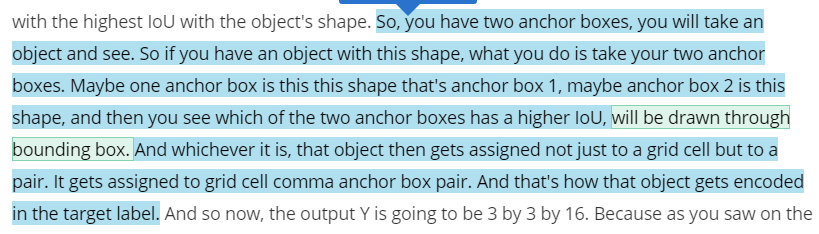 with the highest IoU with the object's shape. So, you have two anchor boxes, you will take an
object and see. So if you have an object with this shape, what you do is take your two anchor
boxes. Maybe one anchor box is this this shape that's anchor box 1, maybe anchor box 2 is this
shape, and then you see which of the two anchor boxes has a higher IoU, will be drawn through
bounding box. And whichever it is, that object then gets assigned not just to a grid cell but to a
pair. It gets assigned to grid cell comma anchor box pair. And that's how that object gets encoded
in the target label. And so now, the output Y is going to be 3 by 3 by 16. Because as you saw on the